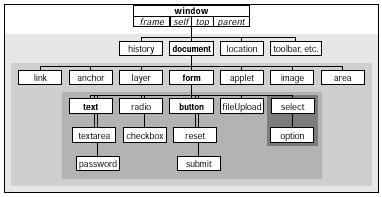 window
frame self top parent
history document location toolbar, etc.
link anchor layer form applet image area
text radio button fileUpload select
textarea checkbox reset option
password submit